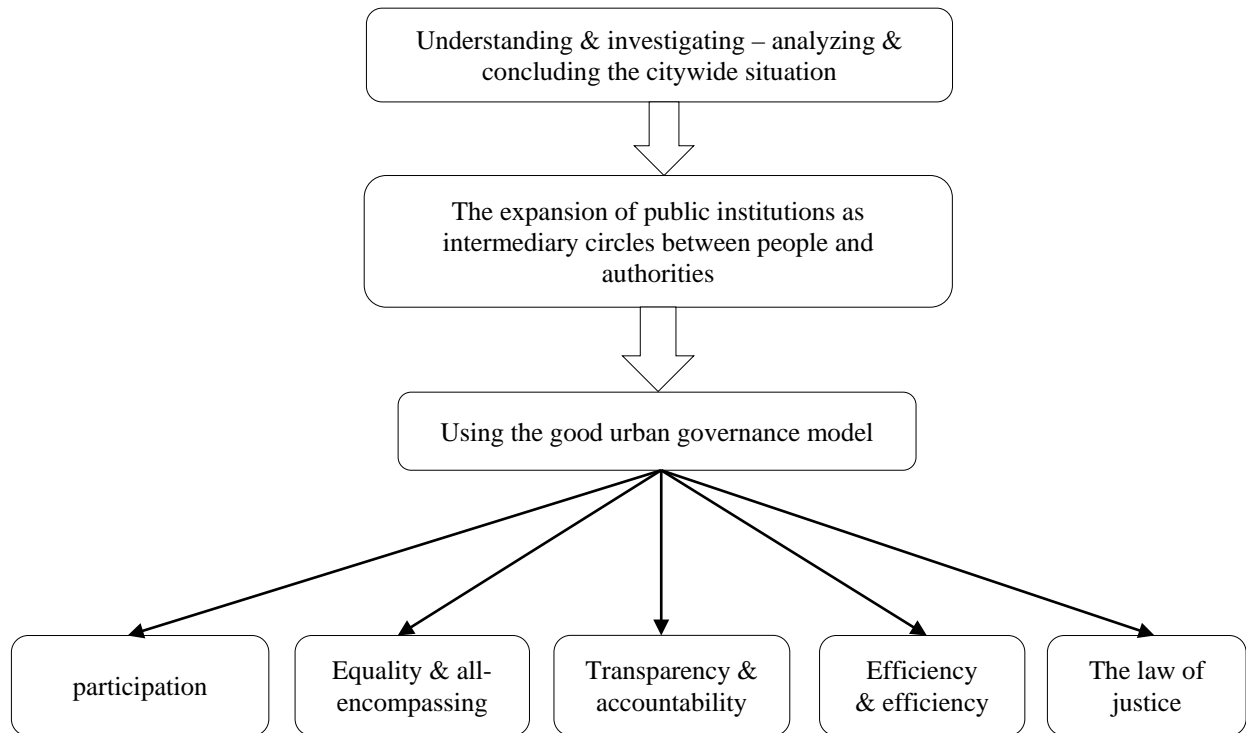 Understanding & investigating – analyzing &
concluding the citywide situation
The expansion of public institutions as
intermediary circles between people and
authorities
Using the good urban governance model
participation
Equality & all-
encompassing
Transparency &
accountability
Efficiency
& efficiency
The law of
justice